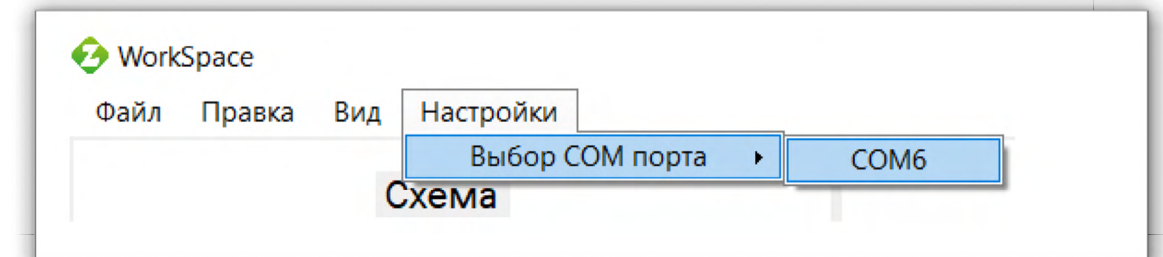 WorkSpace
Файл Правка Вид Настройки
Выбор COM порта COM6
Схема